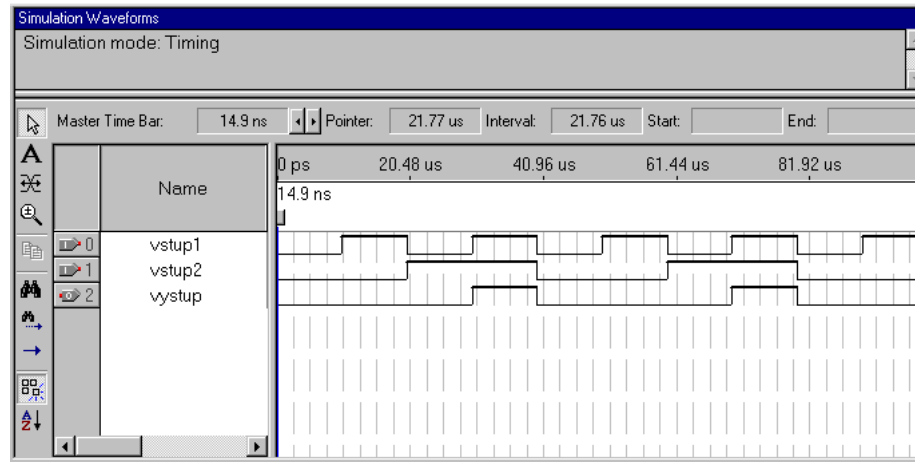 Simulation Waveforms
Simulation mode: Timing
Master Time Bar: 14.9 ns Pointer: 21.77 us Interval: 21.76 us Start: End:
Name 0 ps 20.48 us 40.96 us 61.44 us 81.92 us
14.9 ns
0 vstup1
1 vstup2
2 vystup